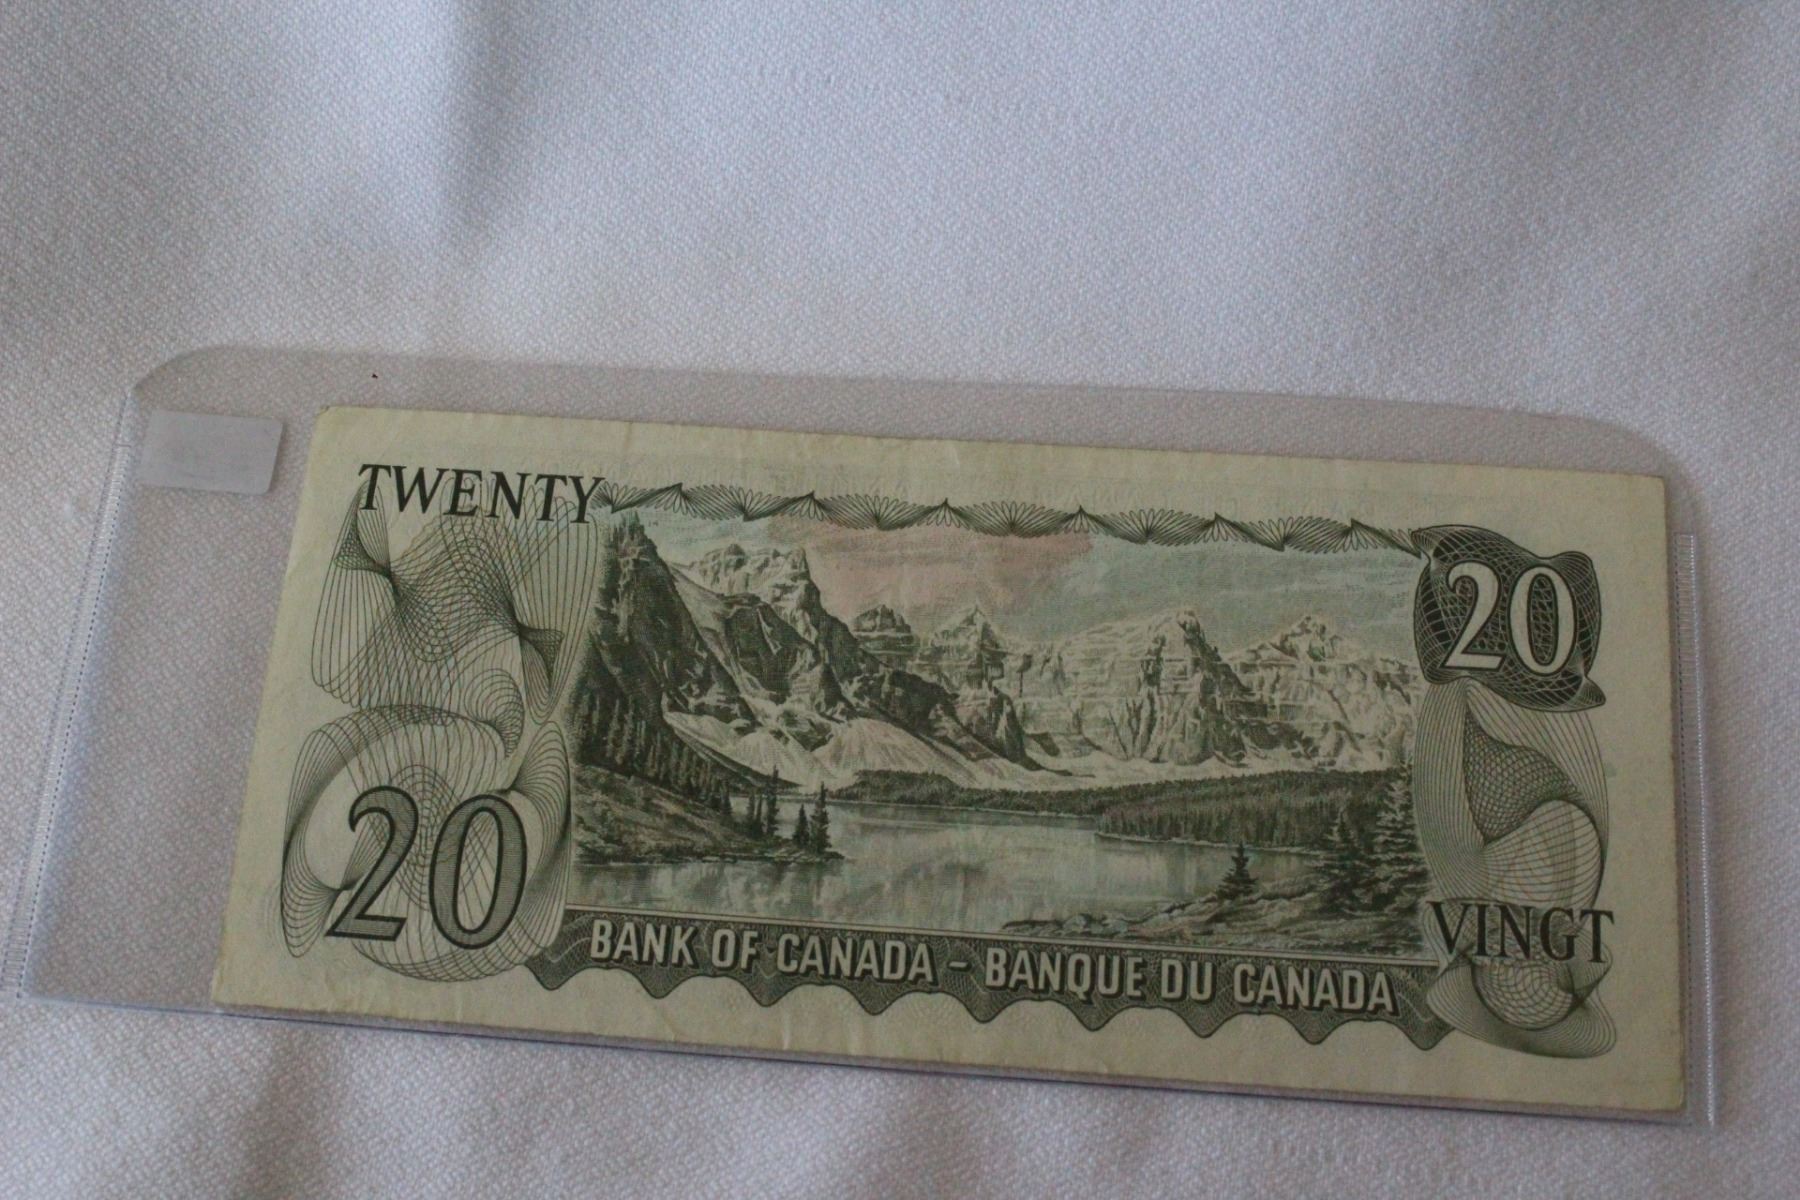 TWENTY
20
20
BANK OF CANADA - BANQUE DU CANADA
VINGT